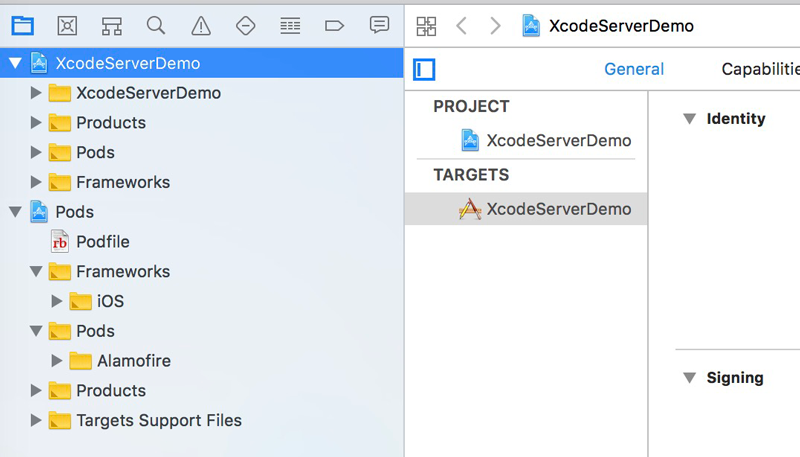 XcodeServerDemo
XcodeServerDemo
XcodeServerDemo
Products
Pods
Frameworks
Pods
rb Podfile
Frameworks
iOS
Pods
Alamofire
Products
Targets Support Files
General Capabilitie
PROJECT
XcodeServerDemo
TARGETS
XcodeServerDemo
Identity
Signing